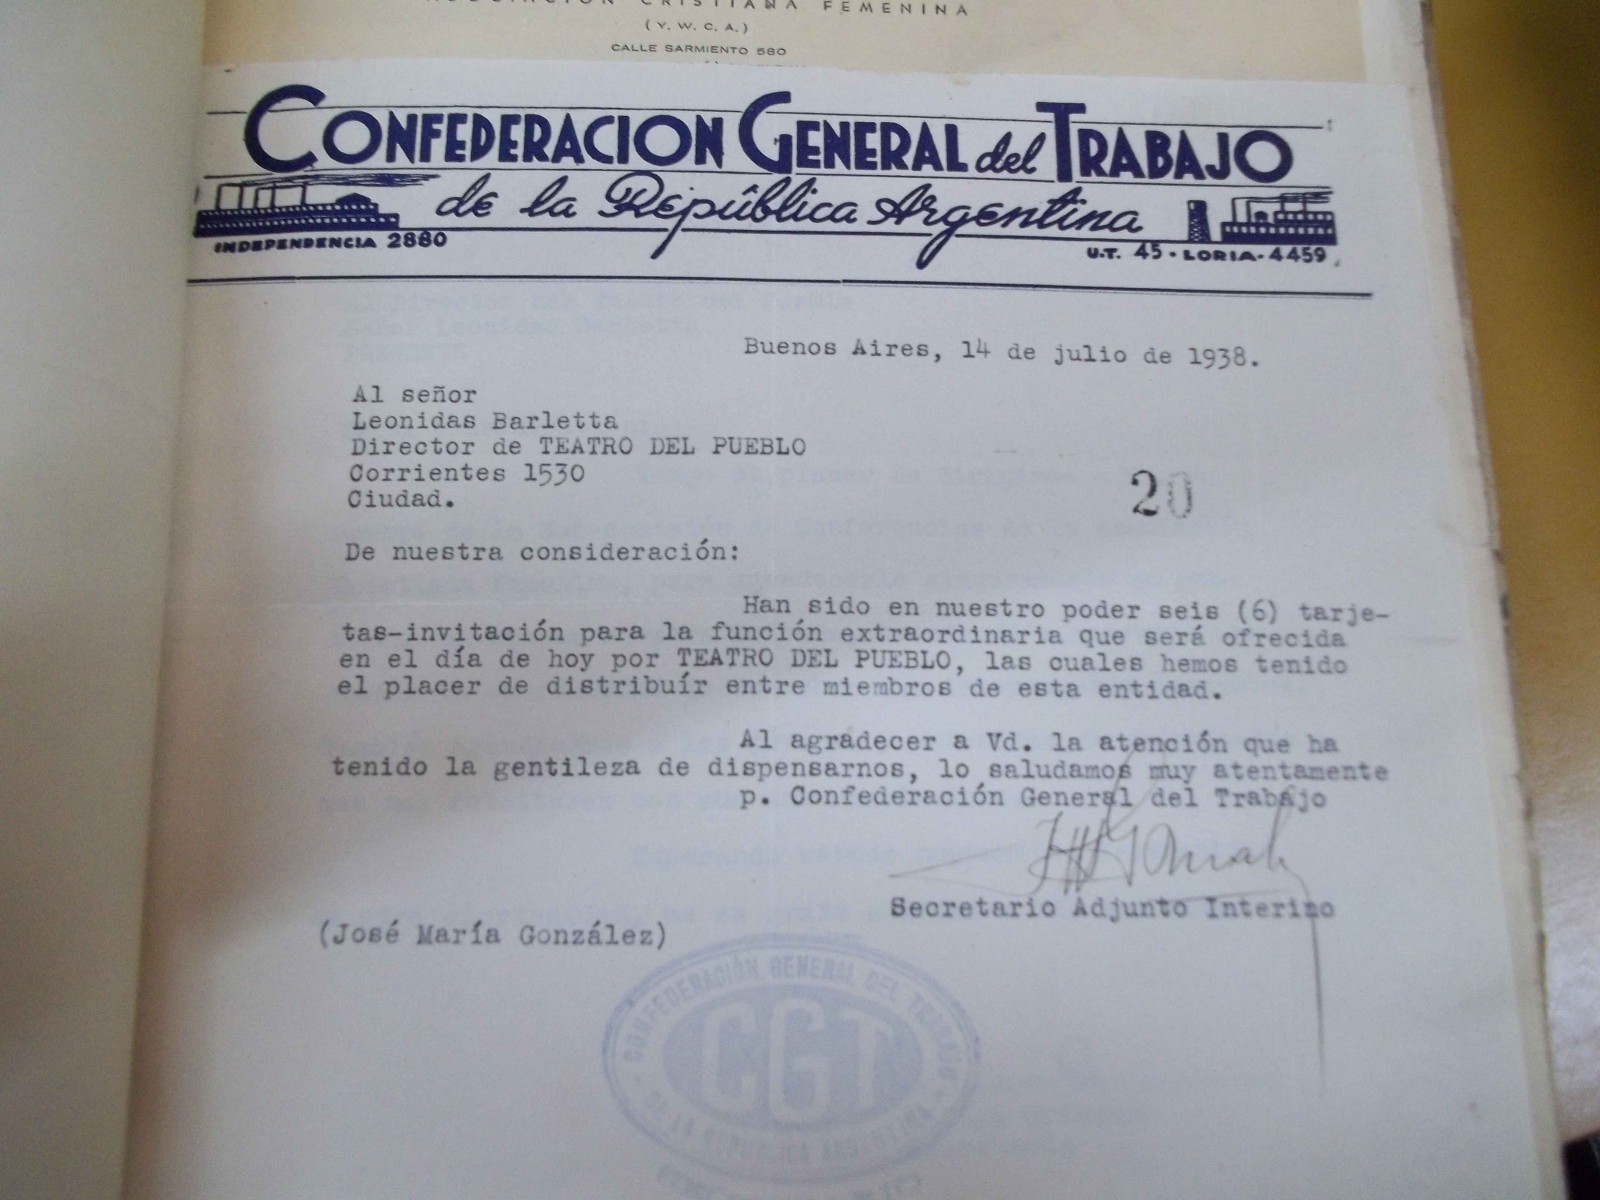 ASOCIACION CRISTIANA FEMENINA
(Y. W. C. A.)
CALLE SARMIENTO 580
CONFEDERACION GENERAL del TRABAJO
de la República Argentina
INDEPENDENCIA 2880
U.T. 45 - LORIA - 4459
Buenos Aires, 14 de julio de 1938.
Al señor
Leonidas Barletta
Director de TEATRO DEL PUEBLO
Corrientes 1530
Ciudad.
20
De nuestra consideración:
Han sido en nuestro poder seis (6) tarje-
tas-invitación para la función extraordinaria que será ofrecida
en el día de hoy por TEATRO DEL PUEBLO, las cuales hemos tenido
el placer de distribuír entre miembros de esta entidad.
Al agradecer a Vd. la atención que ha
tenido la gentileza de dispensarnos, lo saludamos muy atentamente
p. Confederación General del Trabajo
Secretario Adjunto Interino
(José María González)
CONFEDERACIÓN GENERAL DEL TRABAJO
CGT
DE LA REPUBLICA ARGENTINA